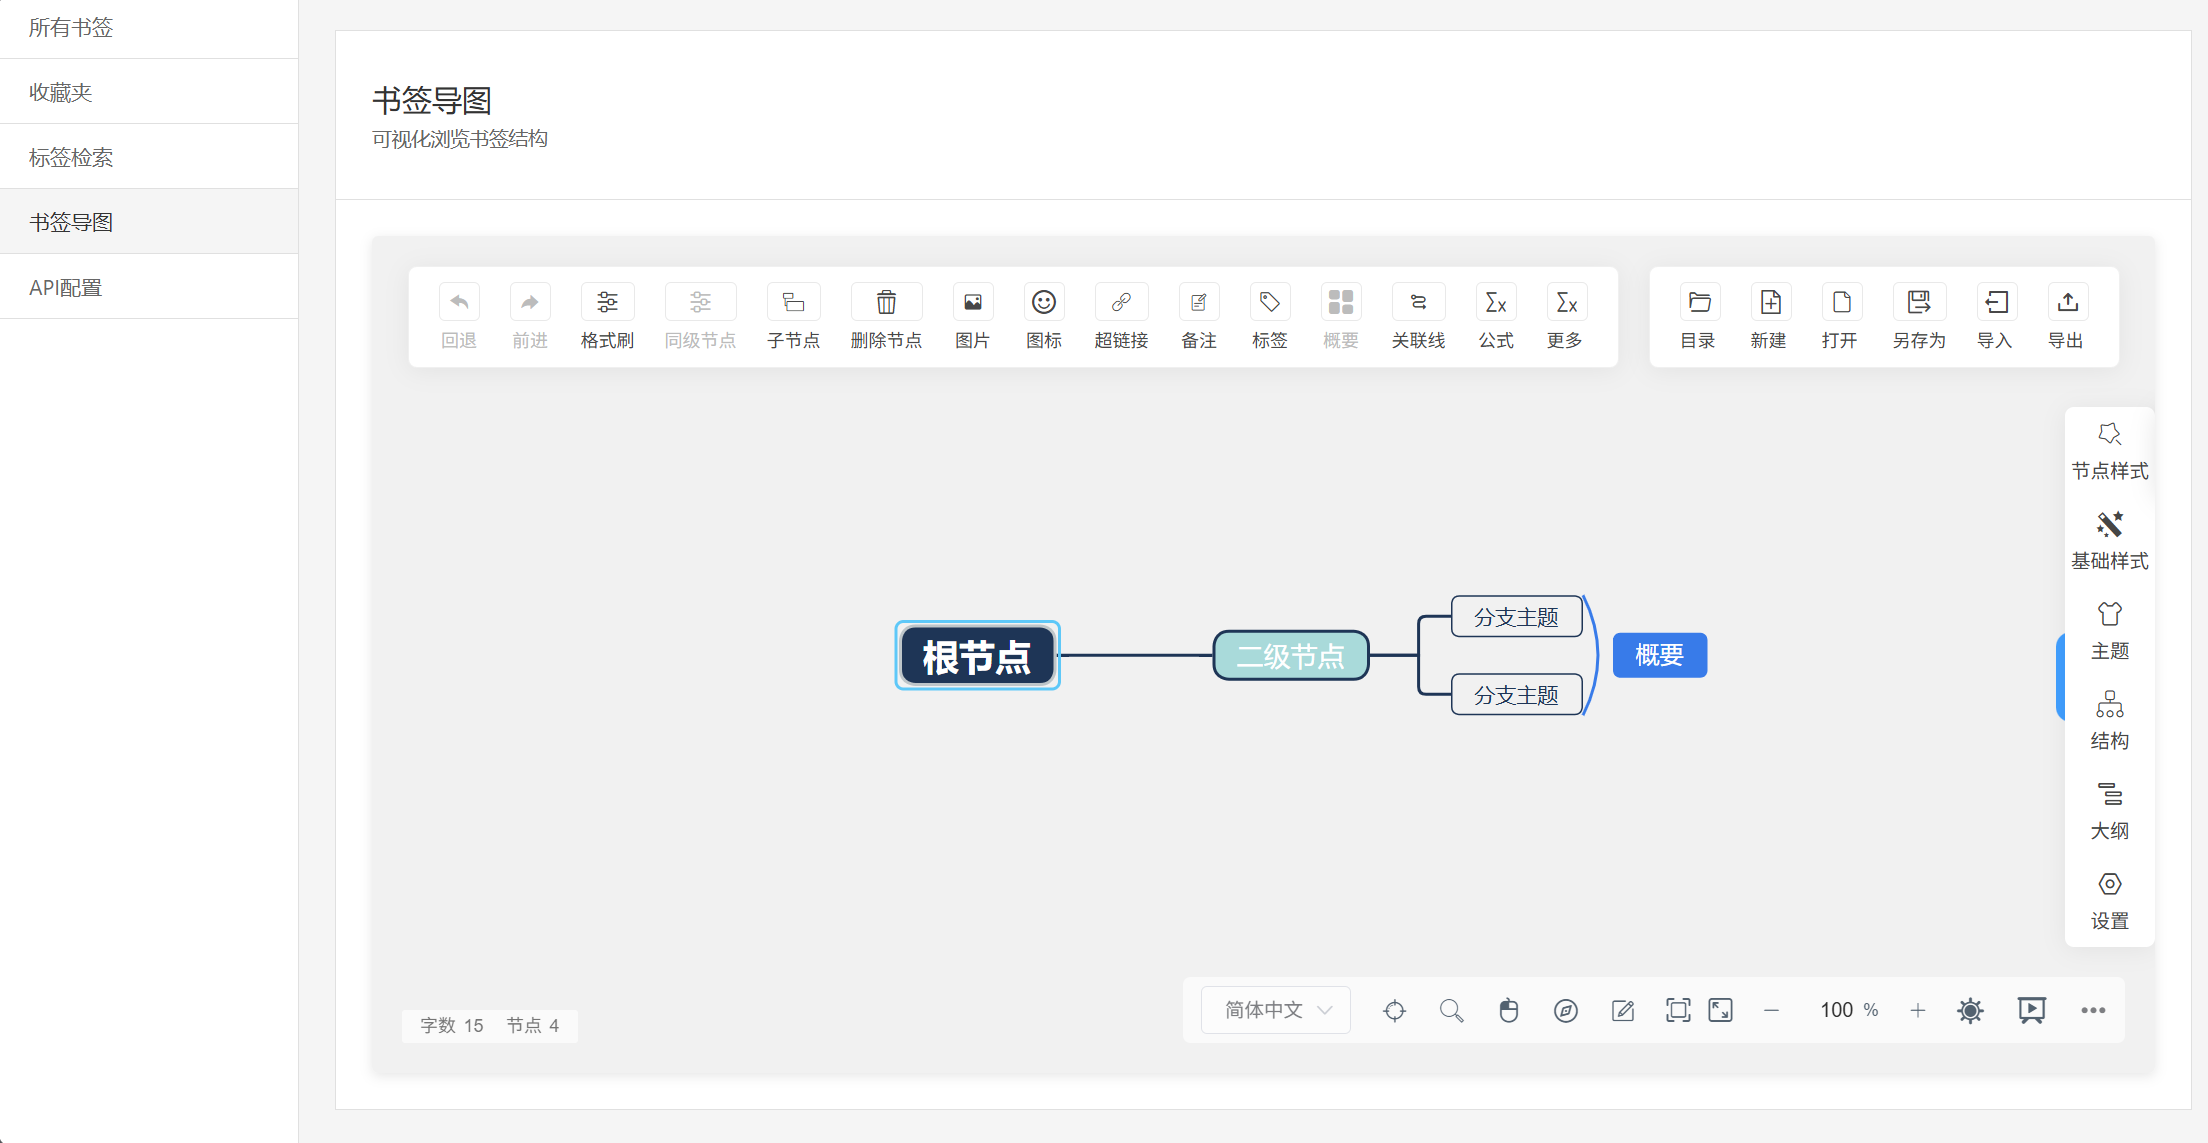 所有书签
收藏夹
标签检索
书签导图
API配置
书签导图
可视化浏览书签结构
回退 前进 格式刷 同级节点 子节点 删除节点 图片 图标 超链接 备注 标签 概要 关联线 公式 更多
目录 新建 打开 另存为 导入 导出
节点样式
基础样式
主题
结构
大纲
设置
根节点
二级节点
分支主题
分支主题
概要
字数 15 节点 4
简体中文 100 %